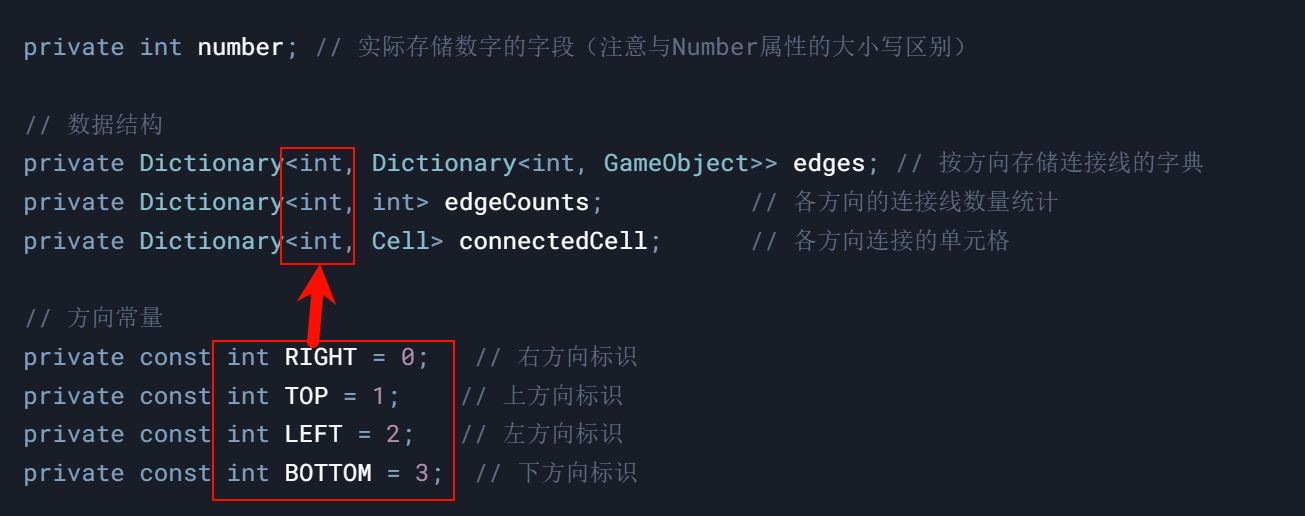 private int number; // 实际存储数字的字段（注意与Number属性的大小写区别）
// 数据结构
private Dictionary<int, Dictionary<int, GameObject>> edges; // 按方向存储连接线的字典
private Dictionary<int, int> edgeCounts; // 各方向的连接线数量统计
private Dictionary<int, Cell> connectedCell; // 各方向连接的单元格
// 方向常量
private const int RIGHT = 0; // 右方向标识
private const int TOP = 1; // 上方向标识
private const int LEFT = 2; // 左方向标识
private const int BOTTOM = 3; // 下方向标识